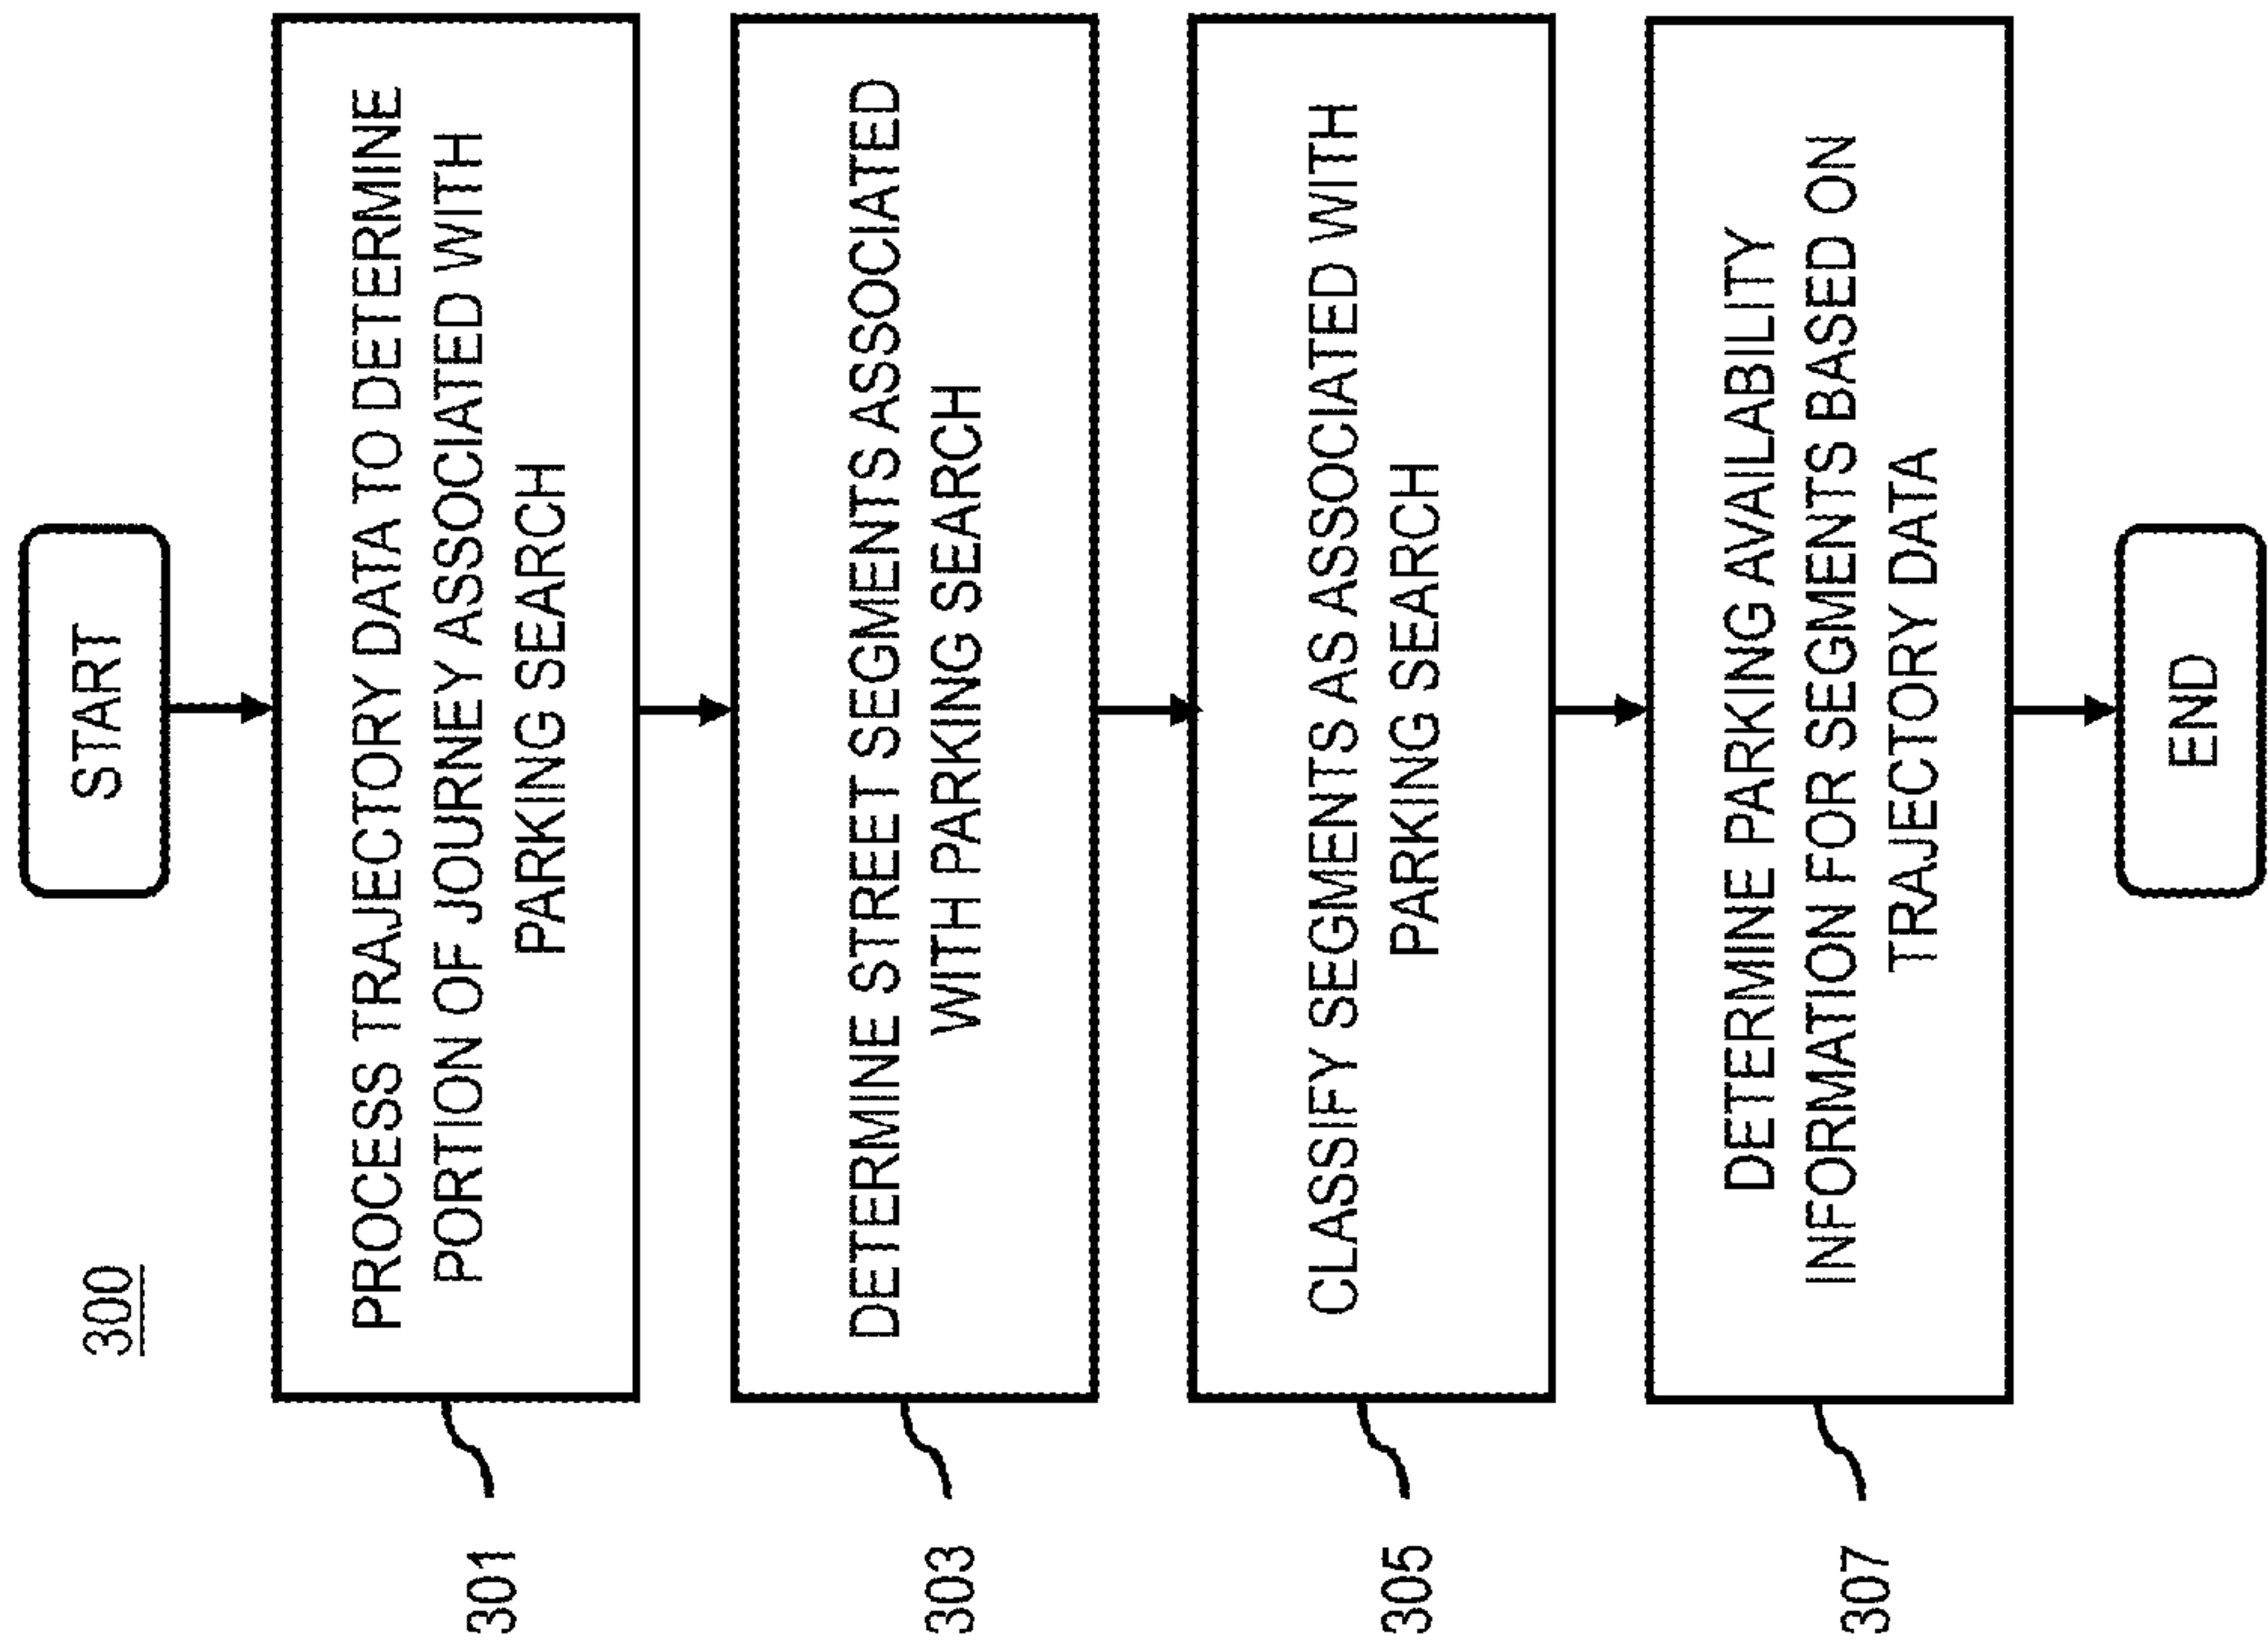 300
START
301
PROCESS TRAJECTORY DATA TO DETERMINE
PORTION OF JOURNEY ASSOCIATED WITH
PARKING SEARCH
303
DETERMINE STREET SEGMENTS ASSOCIATED
WITH PARKING SEARCH
305
CLASSIFY SEGMENTS AS ASSOCIATED WITH
PARKING SEARCH
307
DETERMINE PARKING AVAILABILITY
INFORMATION FOR SEGMENTS BASED ON
TRAJECTORY DATA
END